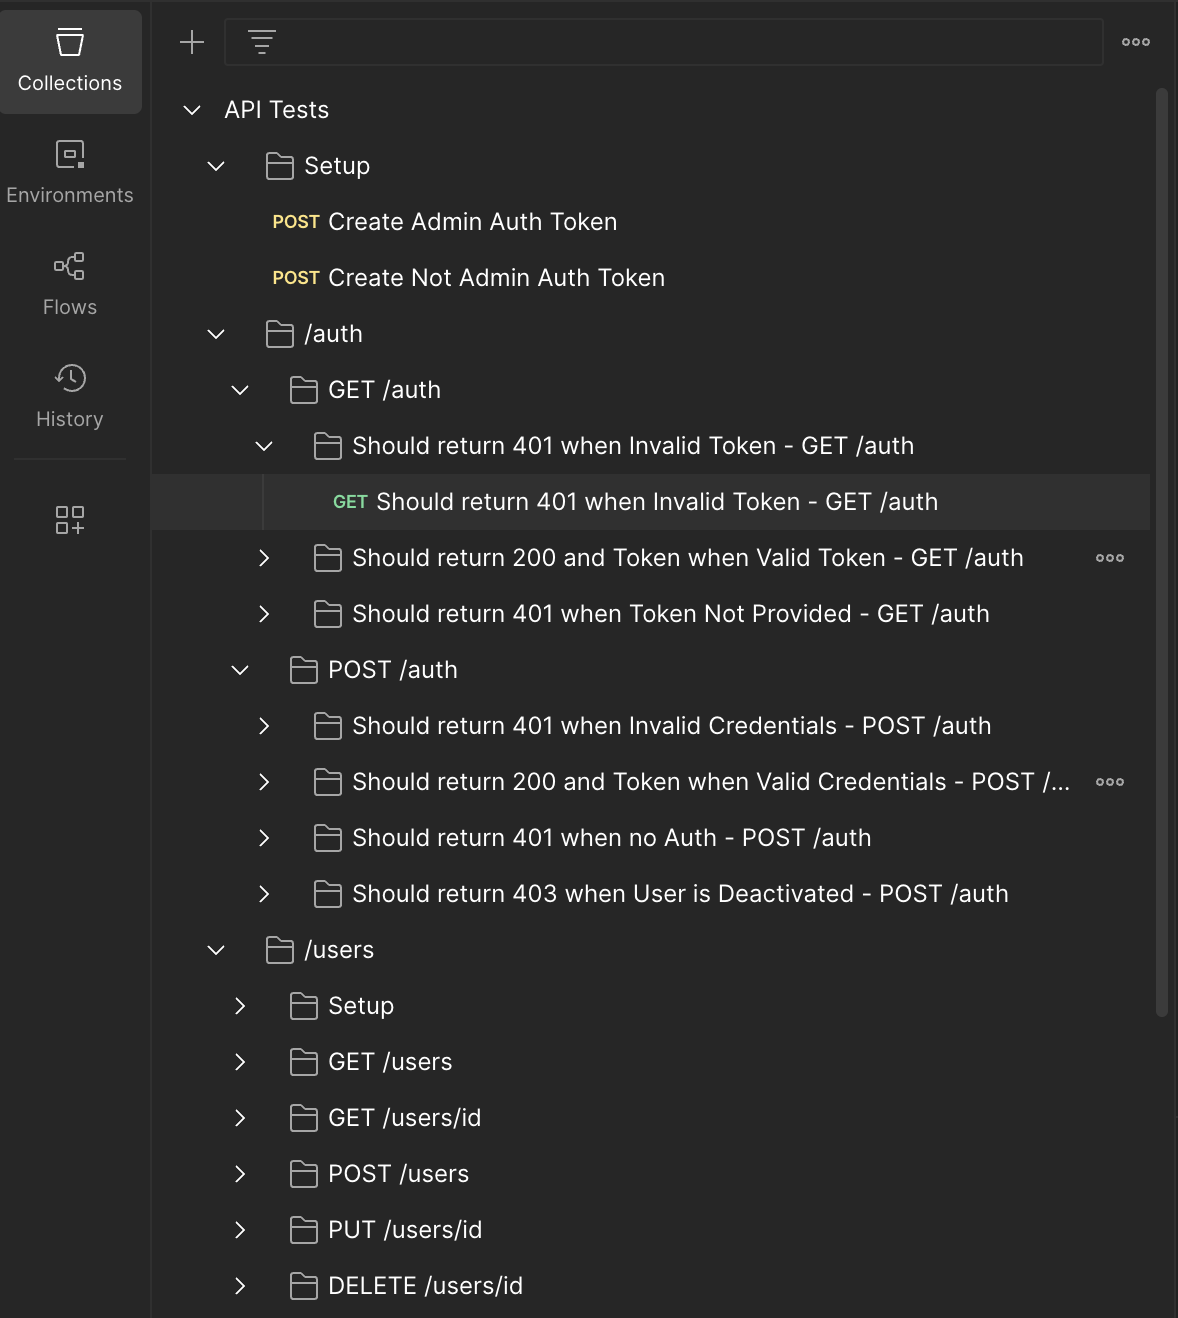 Collections
Environments
Flows
History
API Tests
Setup
POST Create Admin Auth Token
POST Create Not Admin Auth Token
/auth
GET /auth
Should return 401 when Invalid Token - GET /auth
GET Should return 401 when Invalid Token - GET /auth
Should return 200 and Token when Valid Token - GET /auth
Should return 401 when Token Not Provided - GET /auth
POST /auth
Should return 401 when Invalid Credentials - POST /auth
Should return 200 and Token when Valid Credentials - POST /...
Should return 401 when no Auth - POST /auth
Should return 403 when User is Deactivated - POST /auth
/users
Setup
GET /users
GET /users/id
POST /users
PUT /users/id
DELETE /users/id